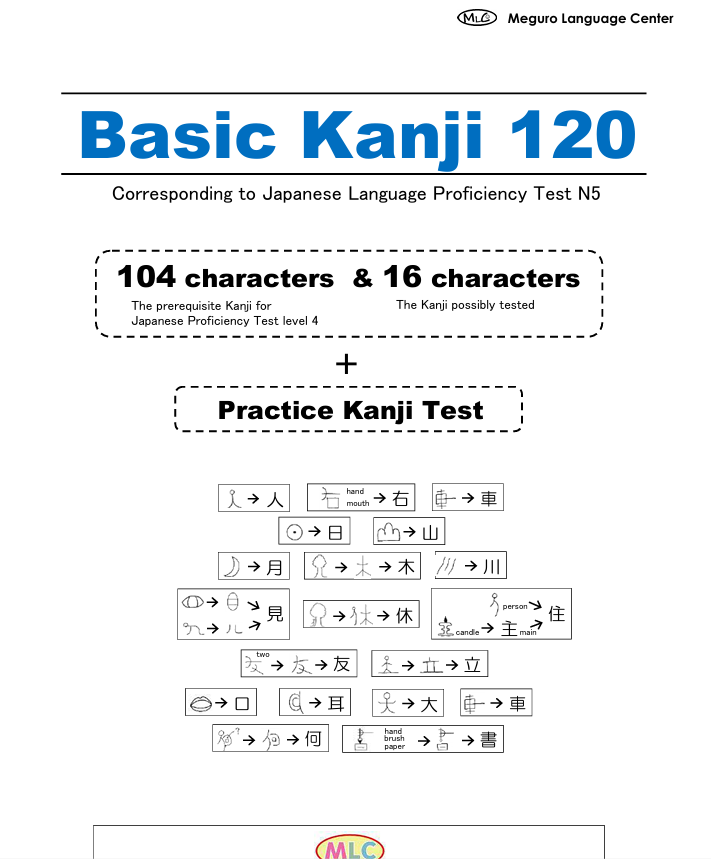 MLC Meguro Language Center
Basic Kanji 120
Corresponding to Japanese Language Proficiency Test N5
104 characters & 16 characters
The prerequisite Kanji for
Japanese Proficiency Test level 4
The Kanji possibly tested
+
Practice Kanji Test
→ 人
hand
mouth
→ 右
→ 車
→ 日
→ 山
→ 月
→ → 木
→ 川
→ → 見
→ →
→ → 休
person → 住
candle → 主 main →
two
→ 友 → 友
→ 立 → 立
→ 口
→ 耳
→ 大
→ 車
? → → 何
hand
brush
paper
→ → 書
MLC